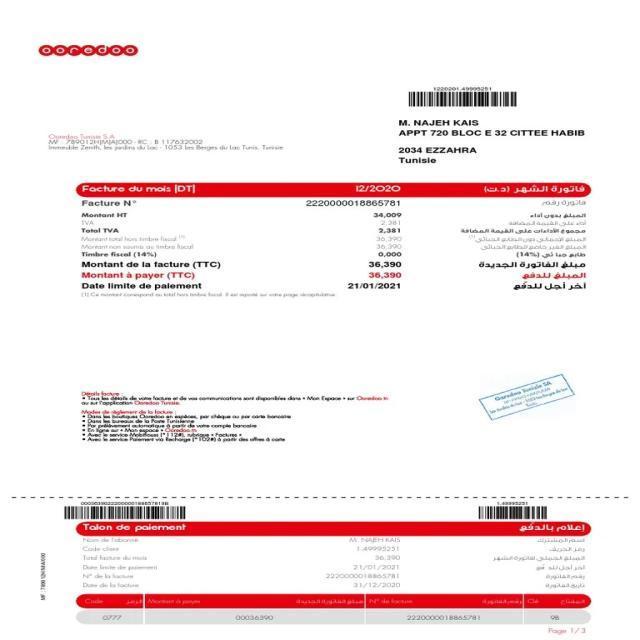 ooredoo
1220201.49995251
M. NAJEH KAIS
APPT 720 BLOC E 32 CITTEE HABIB
2034 EZZAHRA
Tunisie
Ooredoo Tunisie S.A
MF : 789012H|M|A|000 - RC : B 117632002
Immeuble Zenith, les jardins du Lac - 1053 les Berges du Lac Tunis, Tunisie
Facture du mois [DT] 12/2020 فاتورة الشهر (د.ت)
Facture N° 2220000018865781 فاتورة رقم
Montant HT 34,009 المبلغ بدون أداء
TVA 2,381 أداء على القيمة المضافة
Total TVA 2,381 مجموع الأداءات على القيمة المضافة
Montant total hors timbre fiscal (1) 36,390 المبلغ الإجمالي دون الطابع الجبائي (1)
Montant non soumis au timbre fiscal 36,390 المبلغ الغير خاضع للطابع الجبائي
Timbre fiscal (14%) 0,000 طابع جبائي (14%)
Montant de la facture (TTC) 36,390 مبلغ الفاتورة الجديدة
Montant à payer (TTC) 36,390 المبلغ للدفع
Date limite de paiement 21/01/2021 آخر أجل للدفع
(1) Ce montant correspond au total hors timbre fiscal. Il est reporté sur votre page récapitulative.
Détails facture :
• Tous les détails de votre facture et de vos communications sont disponibles dans « Mon Espace » sur Ooredoo.tn
ou sur l'application Ooredoo Tunisie.
Modes de règlement de la facture :
• Dans les boutiques Ooredoo en espèces, par chèque ou par carte bancaire
• Dans les bureaux de la Poste Tunisienne
• Par prélèvement automatique à partir de votre compte bancaire
• En ligne sur « Mon espace » Ooredoo.tn
• Avec le service Mobiflouss (*112#), rubrique « Factures »
• Avec le service Paiement via Recharge (*102#) à partir des offres à carte
Ooredoo Tunisie SA
1.49995251
Talon de paiement إعلام بالدفع
Nom de l'abonné M. NAJEH KAIS اسم المشترك
Code client 1.49995251 رمز الحريف
Total facture du mois 36,390 المبلغ الجملي لفاتورة الشهر
Date limite de paiement 21/01/2021 آخر أجل للدفع
N° de la facture 2220000018865781 رقم الفاتورة
Date de la facture 31/12/2020 تاريخ الفاتورة
Code الرمز Montant à payer مبلغ الفاتورة الجديدة N° de facture رقم الفاتورة Clé المفتاح
0777 00036390 2220000018865781 98
Page 1 / 3